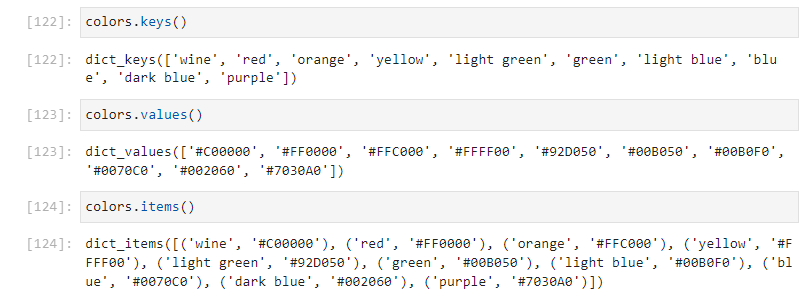 [122]: colors.keys()
[122]: dict_keys(['wine', 'red', 'orange', 'yellow', 'light green', 'green', 'light blue', 'blu
e', 'dark blue', 'purple'])
[123]: colors.values()
[123]: dict_values(['#C00000', '#FF0000', '#FFC000', '#FFFF00', '#92D050', '#00B050', '#00B0F0',
'#0070C0', '#002060', '#7030A0'])
[124]: colors.items()
[124]: dict_items([('wine', '#C00000'), ('red', '#FF0000'), ('orange', '#FFC000'), ('yellow', '#F
FFF00'), ('light green', '#92D050'), ('green', '#00B050'), ('light blue', '#00B0F0'), ('bl
ue', '#0070C0'), ('dark blue', '#002060'), ('purple', '#7030A0')])